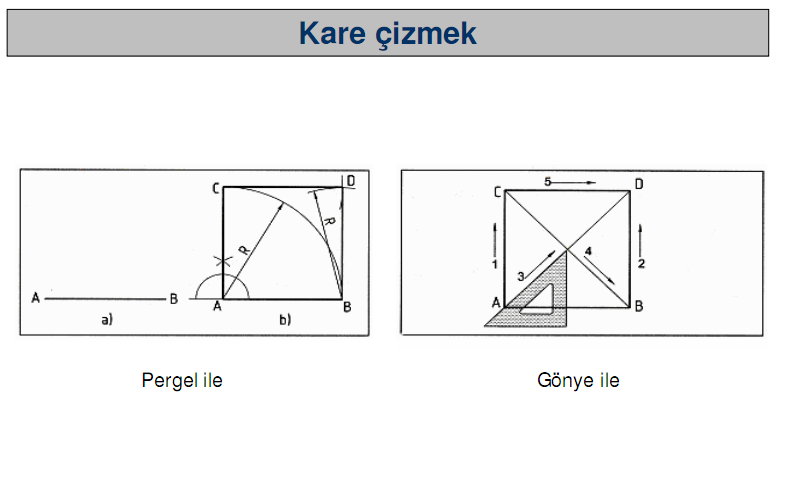 Kare çizmek
A B
a)
C D
R R
A B
b)
C 5 D
1 3 4 2
A B
Pergel ile
Gönye ile